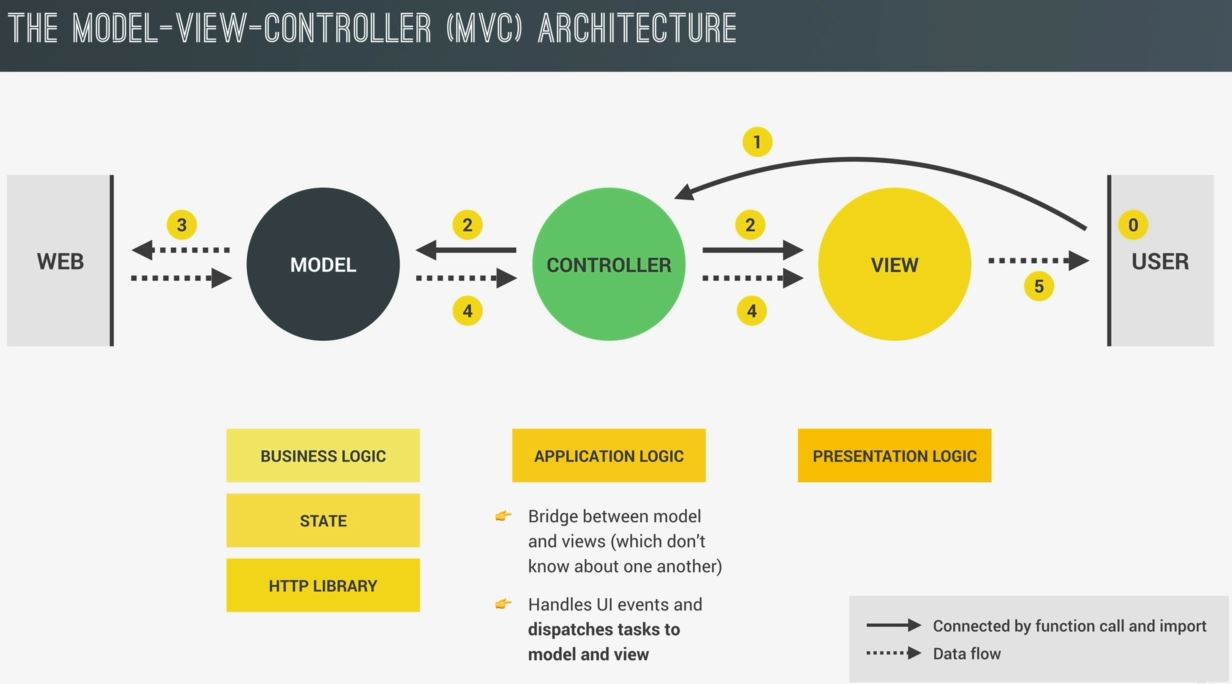 THE MODEL-VIEW-CONTROLLER (MVC) ARCHITECTURE
1
3
2
2
0
WEB
MODEL
CONTROLLER
VIEW
USER
4
4
5
BUSINESS LOGIC
APPLICATION LOGIC
PRESENTATION LOGIC
STATE
HTTP LIBRARY
👉 Bridge between model
and views (which don’t
know about one another)
👉 Handles UI events and
dispatches tasks to
model and view
Connected by function call and import
Data flow